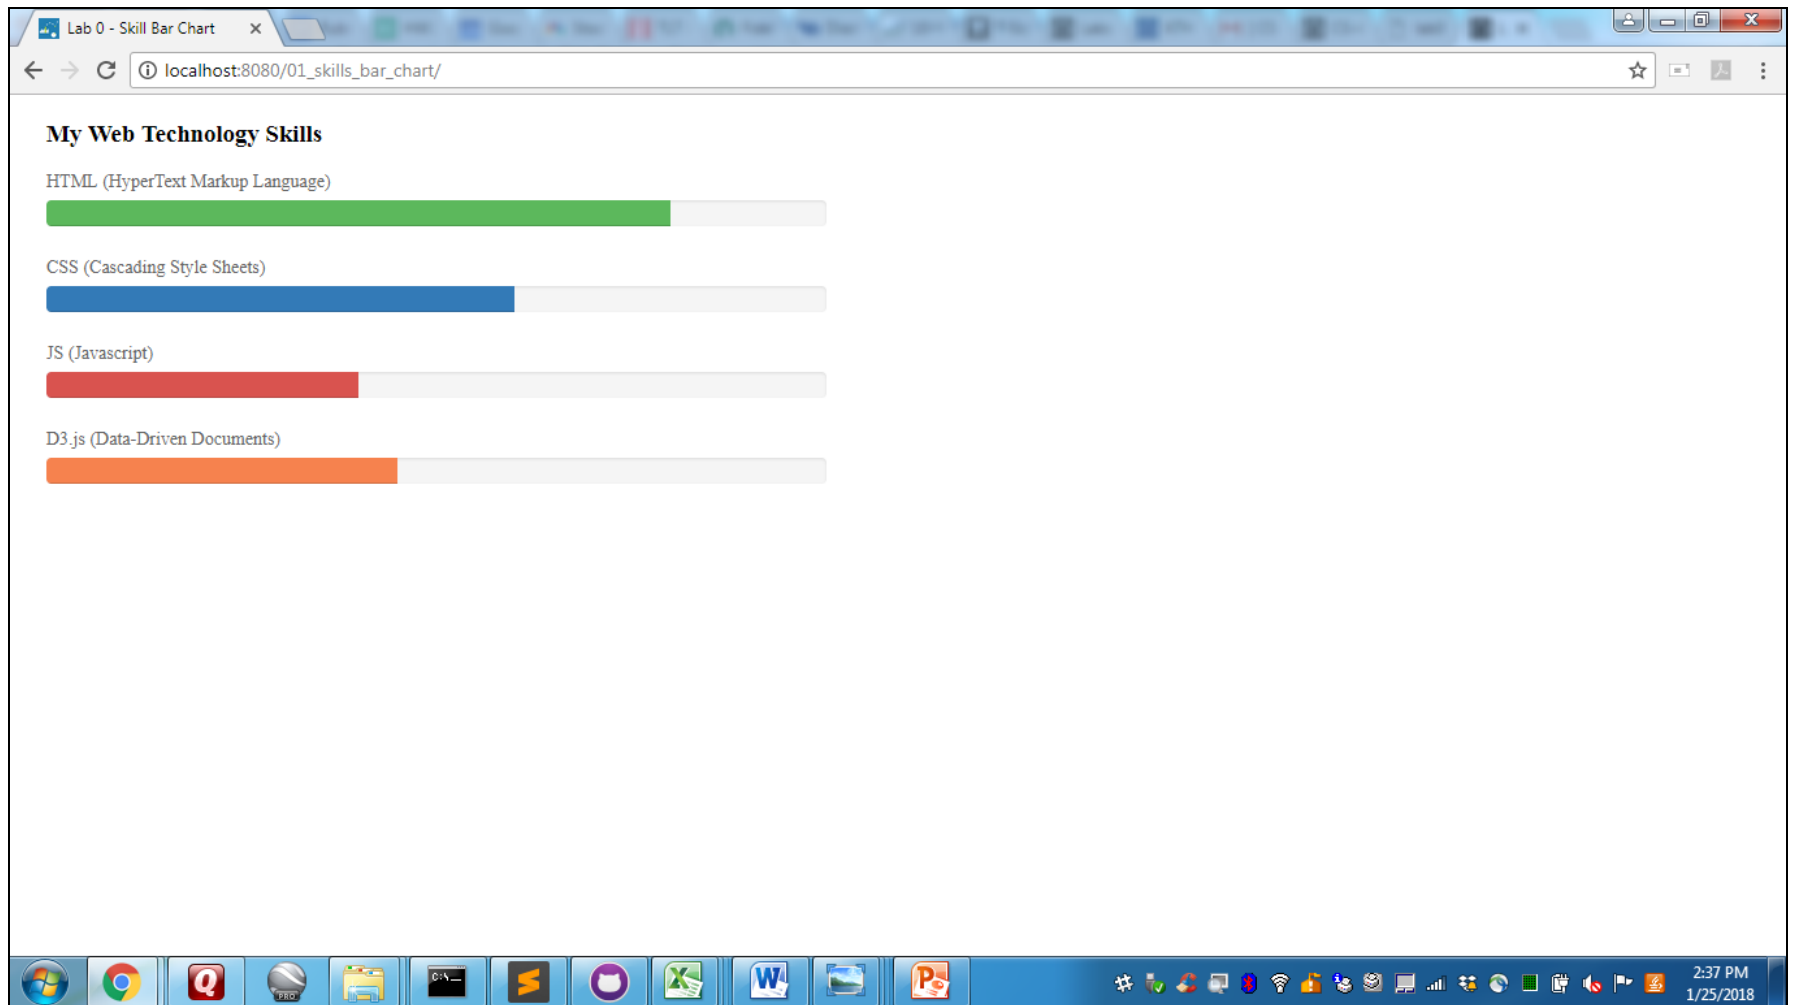 Lab 0 - Skill Bar Chart
localhost:8080/01_skills_bar_chart/
My Web Technology Skills
HTML (HyperText Markup Language)
CSS (Cascading Style Sheets)
JS (Javascript)
D3.js (Data-Driven Documents)
PRO
C:\
2:37 PM
1/25/2018